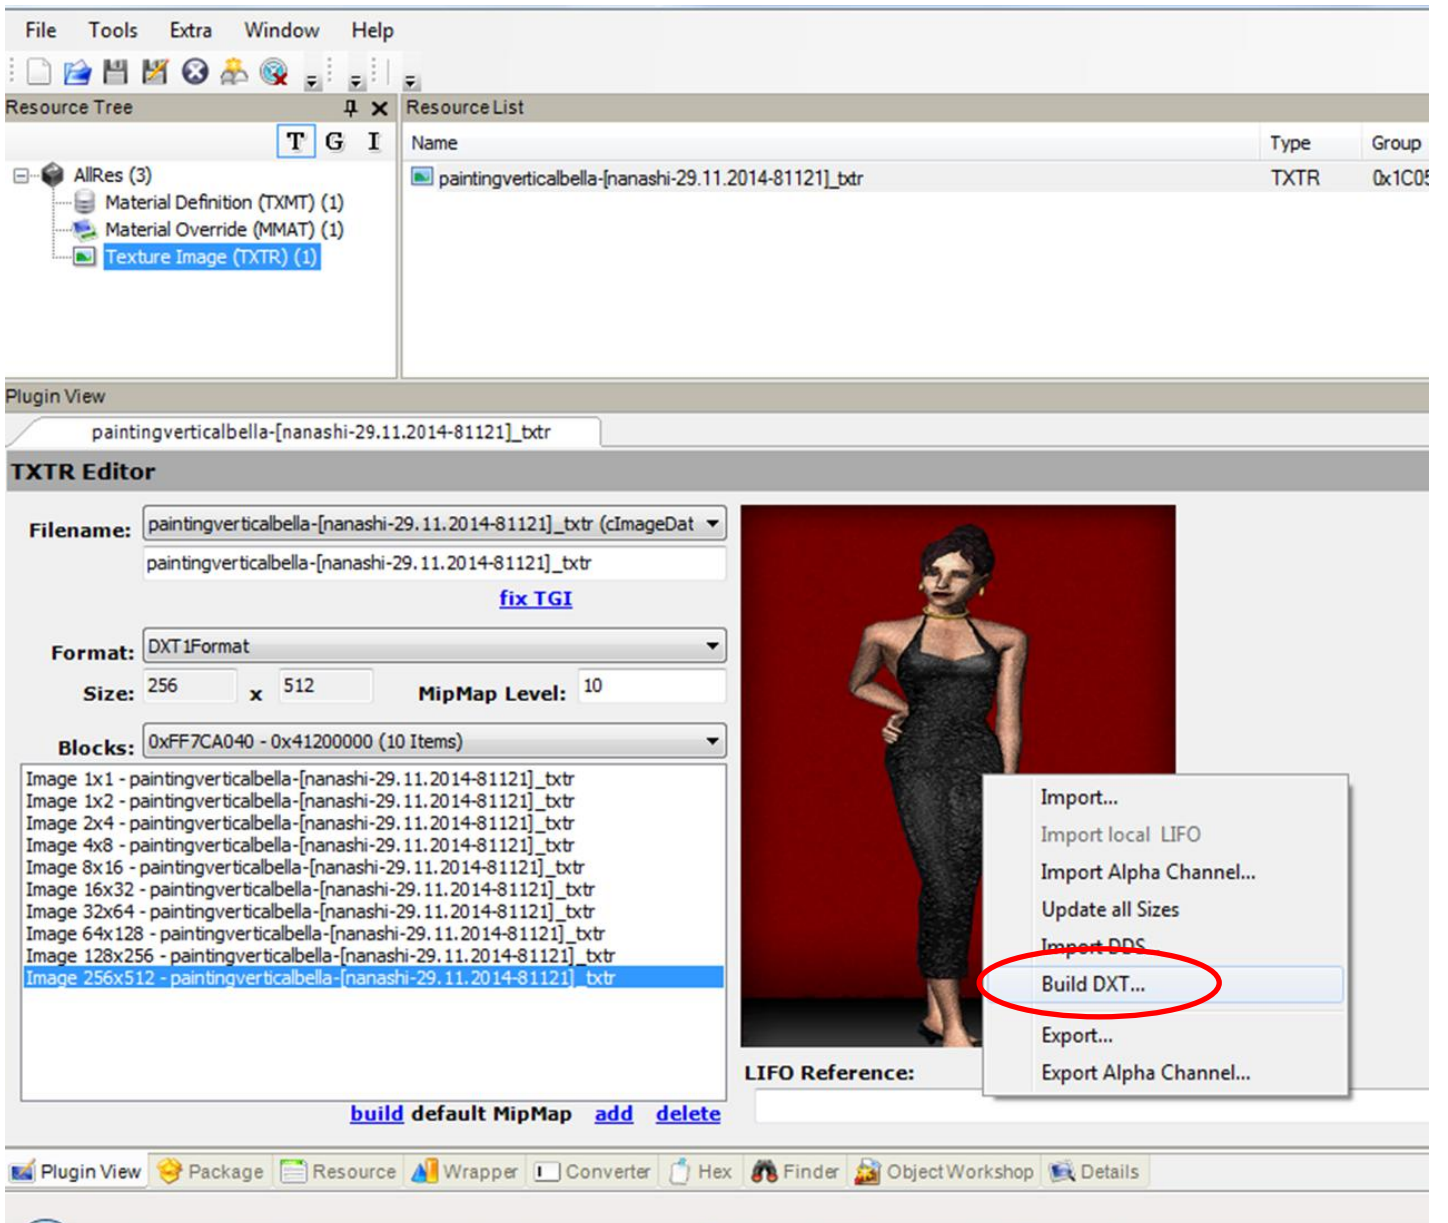 File Tools Extra Window Help
Resource Tree
T G I
AllRes (3)
Material Definition (TXMT) (1)
Material Override (MMAT) (1)
Texture Image (TXTR) (1)
Resource List
Name Type Group
paintingverticalbella-[nanashi-29.11.2014-81121]_txtr TXTR 0x1C05
Plugin View
paintingverticalbella-[nanashi-29.11.2014-81121]_txtr
TXTR Editor
Filename: paintingverticalbella-[nanashi-29.11.2014-81121]_txtr (cImageDat
paintingverticalbella-[nanashi-29.11.2014-81121]_txtr
fix TGI
Format: DXT1Format
Size: 256 x 512 MipMap Level: 10
Blocks: 0xFF7CA040 - 0x41200000 (10 Items)
Image 1x1 - paintingverticalbella-[nanashi-29.11.2014-81121]_txtr
Image 1x2 - paintingverticalbella-[nanashi-29.11.2014-81121]_txtr
Image 2x4 - paintingverticalbella-[nanashi-29.11.2014-81121]_txtr
Image 4x8 - paintingverticalbella-[nanashi-29.11.2014-81121]_txtr
Image 8x16 - paintingverticalbella-[nanashi-29.11.2014-81121]_txtr
Image 16x32 - paintingverticalbella-[nanashi-29.11.2014-81121]_txtr
Image 32x64 - paintingverticalbella-[nanashi-29.11.2014-81121]_txtr
Image 64x128 - paintingverticalbella-[nanashi-29.11.2014-81121]_txtr
Image 128x256 - paintingverticalbella-[nanashi-29.11.2014-81121]_txtr
Image 256x512 - paintingverticalbella-[nanashi-29.11.2014-81121]_txtr
build default MipMap add delete
Import...
Import local LIFO
Import Alpha Channel...
Update all Sizes
Import DDS...
Build DXT...
Export...
Export Alpha Channel...
LIFO Reference:
Plugin View Package Resource Wrapper Converter Hex Finder Object Workshop Details